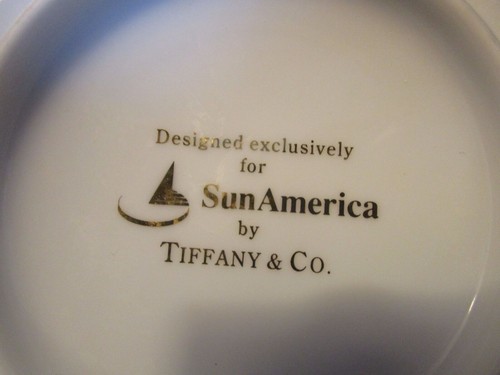 Designed exclusively
for
SunAmerica
by
TIFFANY & CO.